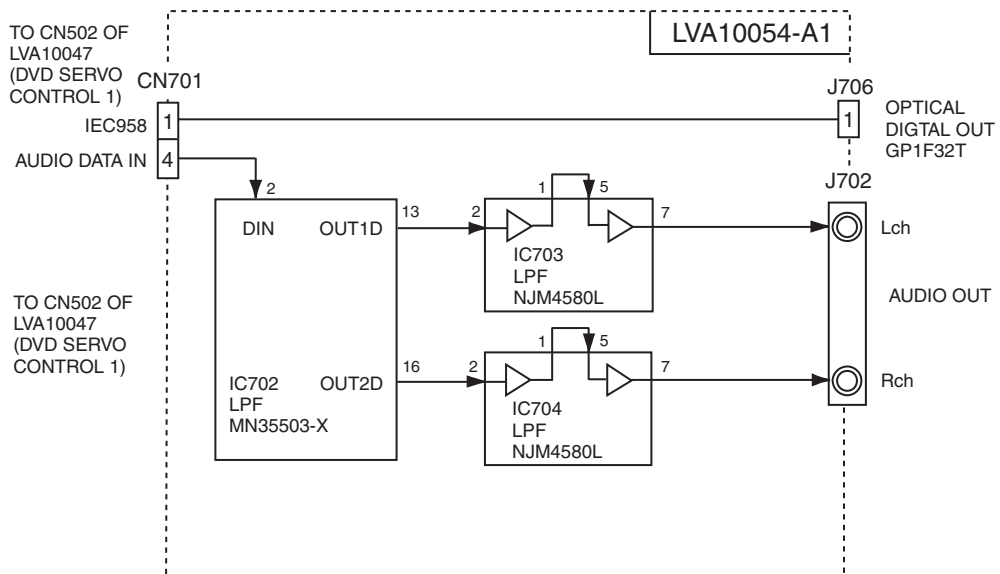 TO CN502 OF
LVA10047
(DVD SERVO
CONTROL 1)
CN701
LVA10054-A1
IEC958
1
J706
1
OPTICAL
DIGTAL OUT
GP1F32T
AUDIO DATA IN
4
2
J702
DIN
OUT1D
13
2
1
5
7
Lch
IC703
LPF
NJM4580L
TO CN502 OF
LVA10047
(DVD SERVO
CONTROL 1)
AUDIO OUT
IC702
LPF
MN35503-X
OUT2D
16
2
1
5
7
Rch
IC704
LPF
NJM4580L